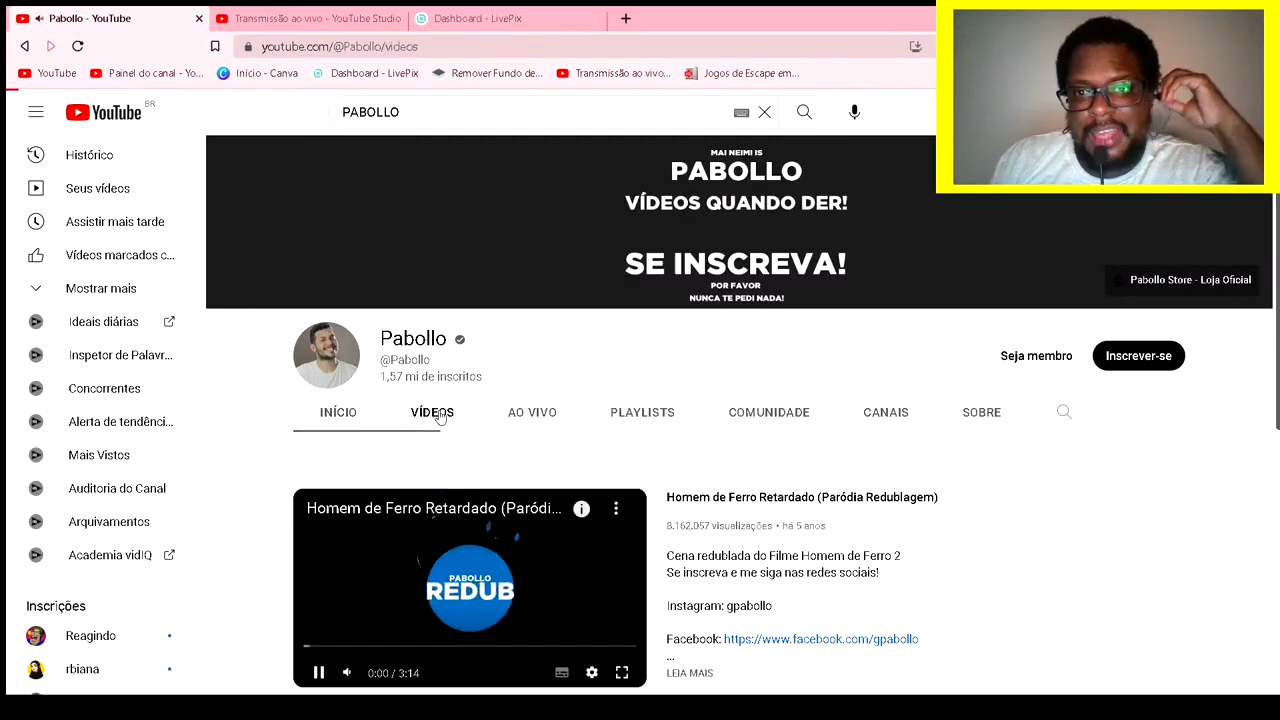 Pabollo - YouTube
Transmissão ao vivo - YouTube Studio
Dashboard - LivePix
youtube.com/@Pabollo/videos
YouTube
Painel do canal - Yo...
Início - Canva
Dashboard - LivePix
Remover Fundo de...
Transmissão ao vivo...
Jogos de Escape em...
YouTube BR
PABOLLO
Histórico
Seus vídeos
Assistir mais tarde
Vídeos marcados c...
Mostrar mais
Ideais diárias
Inspetor de Palavr...
Concorrentes
Alerta de tendênci...
Mais Vistos
Auditoria do Canal
Arquivamentos
Academia vidIQ
Inscrições
Reagindo
rbiana
MAI NEIMI IS
PABOLLO
VÍDEOS QUANDO DER!
SE INSCREVA!
POR FAVOR
NUNCA TE PEDI NADA!
Pabollo Store - Loja Oficial
Pabollo
@Pabollo
1,57 mi de inscritos
Seja membro
Inscrever-se
INÍCIO
VÍDEOS
AO VIVO
PLAYLISTS
COMUNIDADE
CANAIS
SOBRE
Homem de Ferro Retardado (Paródi...
PABOLLO
REDUB
0:00 / 3:14
Homem de Ferro Retardado (Paródia Redublagem)
8.162.057 visualizações • há 5 anos
Cena redublada do Filme Homem de Ferro 2
Se inscreva e me siga nas redes sociais!
Instagram: gpabollo
Facebook: https://www.facebook.com/gpabollo
...
LEIA MAIS